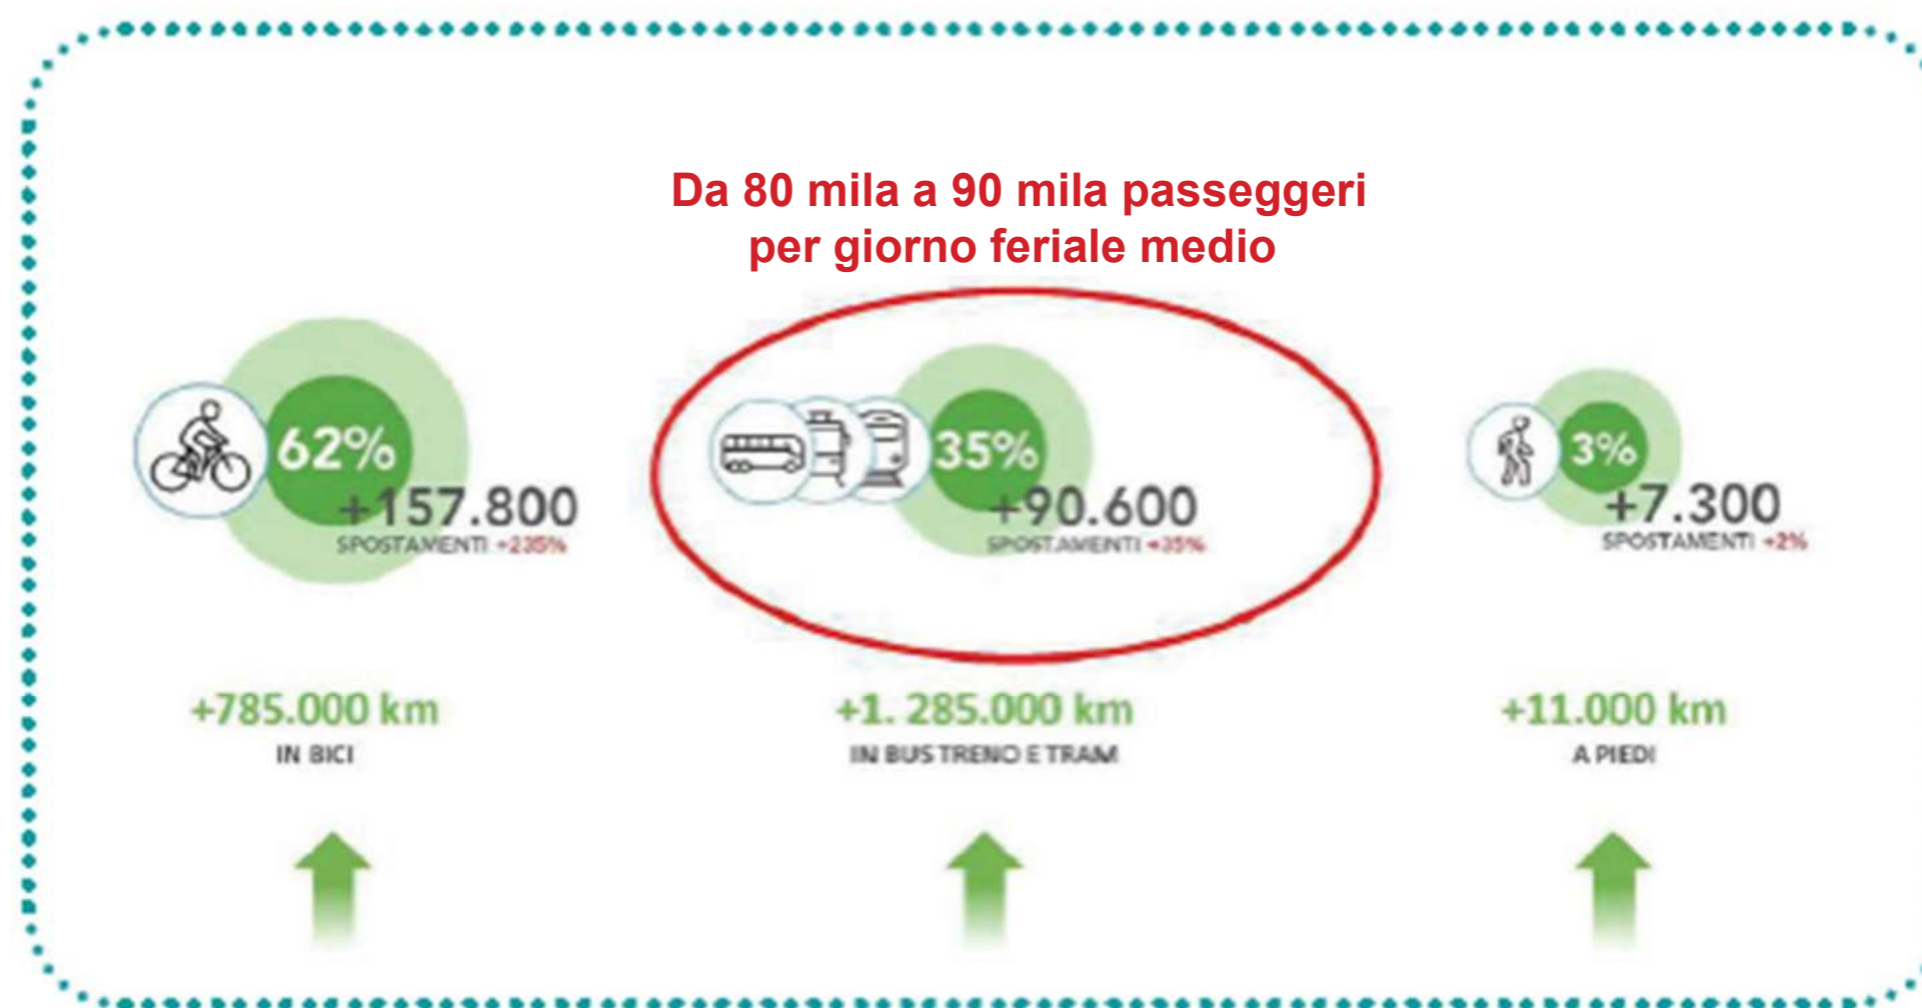 Da 80 mila a 90 mila passeggeri
per giorno feriale medio
62%
+157.800
SPOSTAMENTI +235%
35%
+90.600
SPOSTAMENTI +35%
3%
+7.300
SPOSTAMENTI +2%
+785.000 km
IN BICI
+1. 285.000 km
IN BUS TRENO E TRAM
+11.000 km
A PIEDI